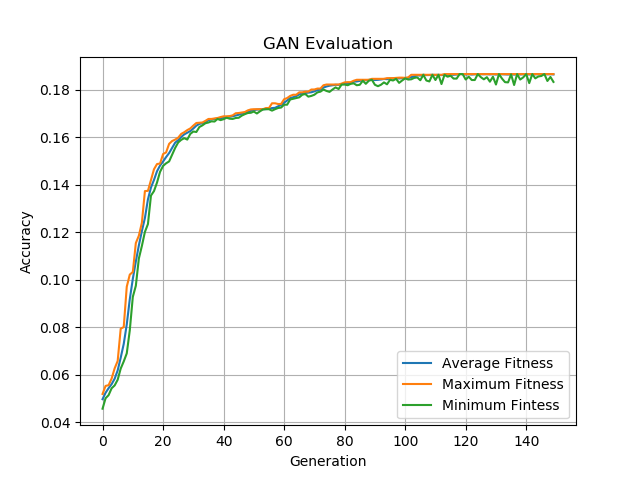 GAN Evaluation
Accuracy
0.18
0.16
0.14
0.12
0.10
0.08
0.06
0.04
0 20 40 60 80 100 120 140
Generation
Average Fitness
Maximum Fitness
Minimum Fintess